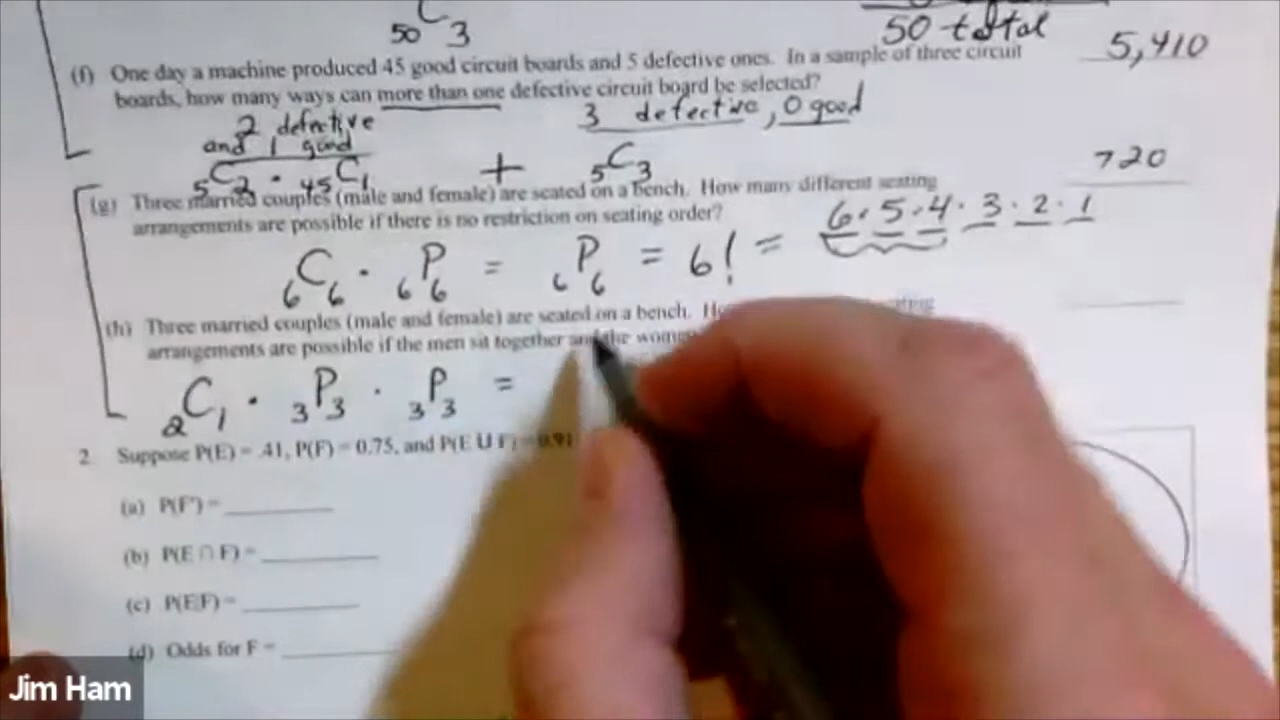 50C3
50 total
5,410
(f) One day a machine produced 45 good circuit boards and 5 defective ones. In a sample of three circuit
boards, how many ways can more than one defective circuit board be selected?
2 defective
and 1 good
3 defective, 0 good
5C2 · 45C1 + 5C3
720
(g) Three married couples (male and female) are seated on a bench. How many different seating
arrangements are possible if there is no restriction on seating order?
6C6 · 6P6 = 6P6 = 6! = 6·5·4·3·2·1
(h) Three married couples (male and female) are seated on a bench.
arrangements are possible if the men sit together and the
2C1 · 3P3 · 3P3 =
2. Suppose P(E) = .41, P(F) = 0.75, and P(E U F) = 0.91
(a) P(F') =
(b) P(E ∩ F) =
(c) P(E|F) =
(d) Odds for F =
Jim Ham